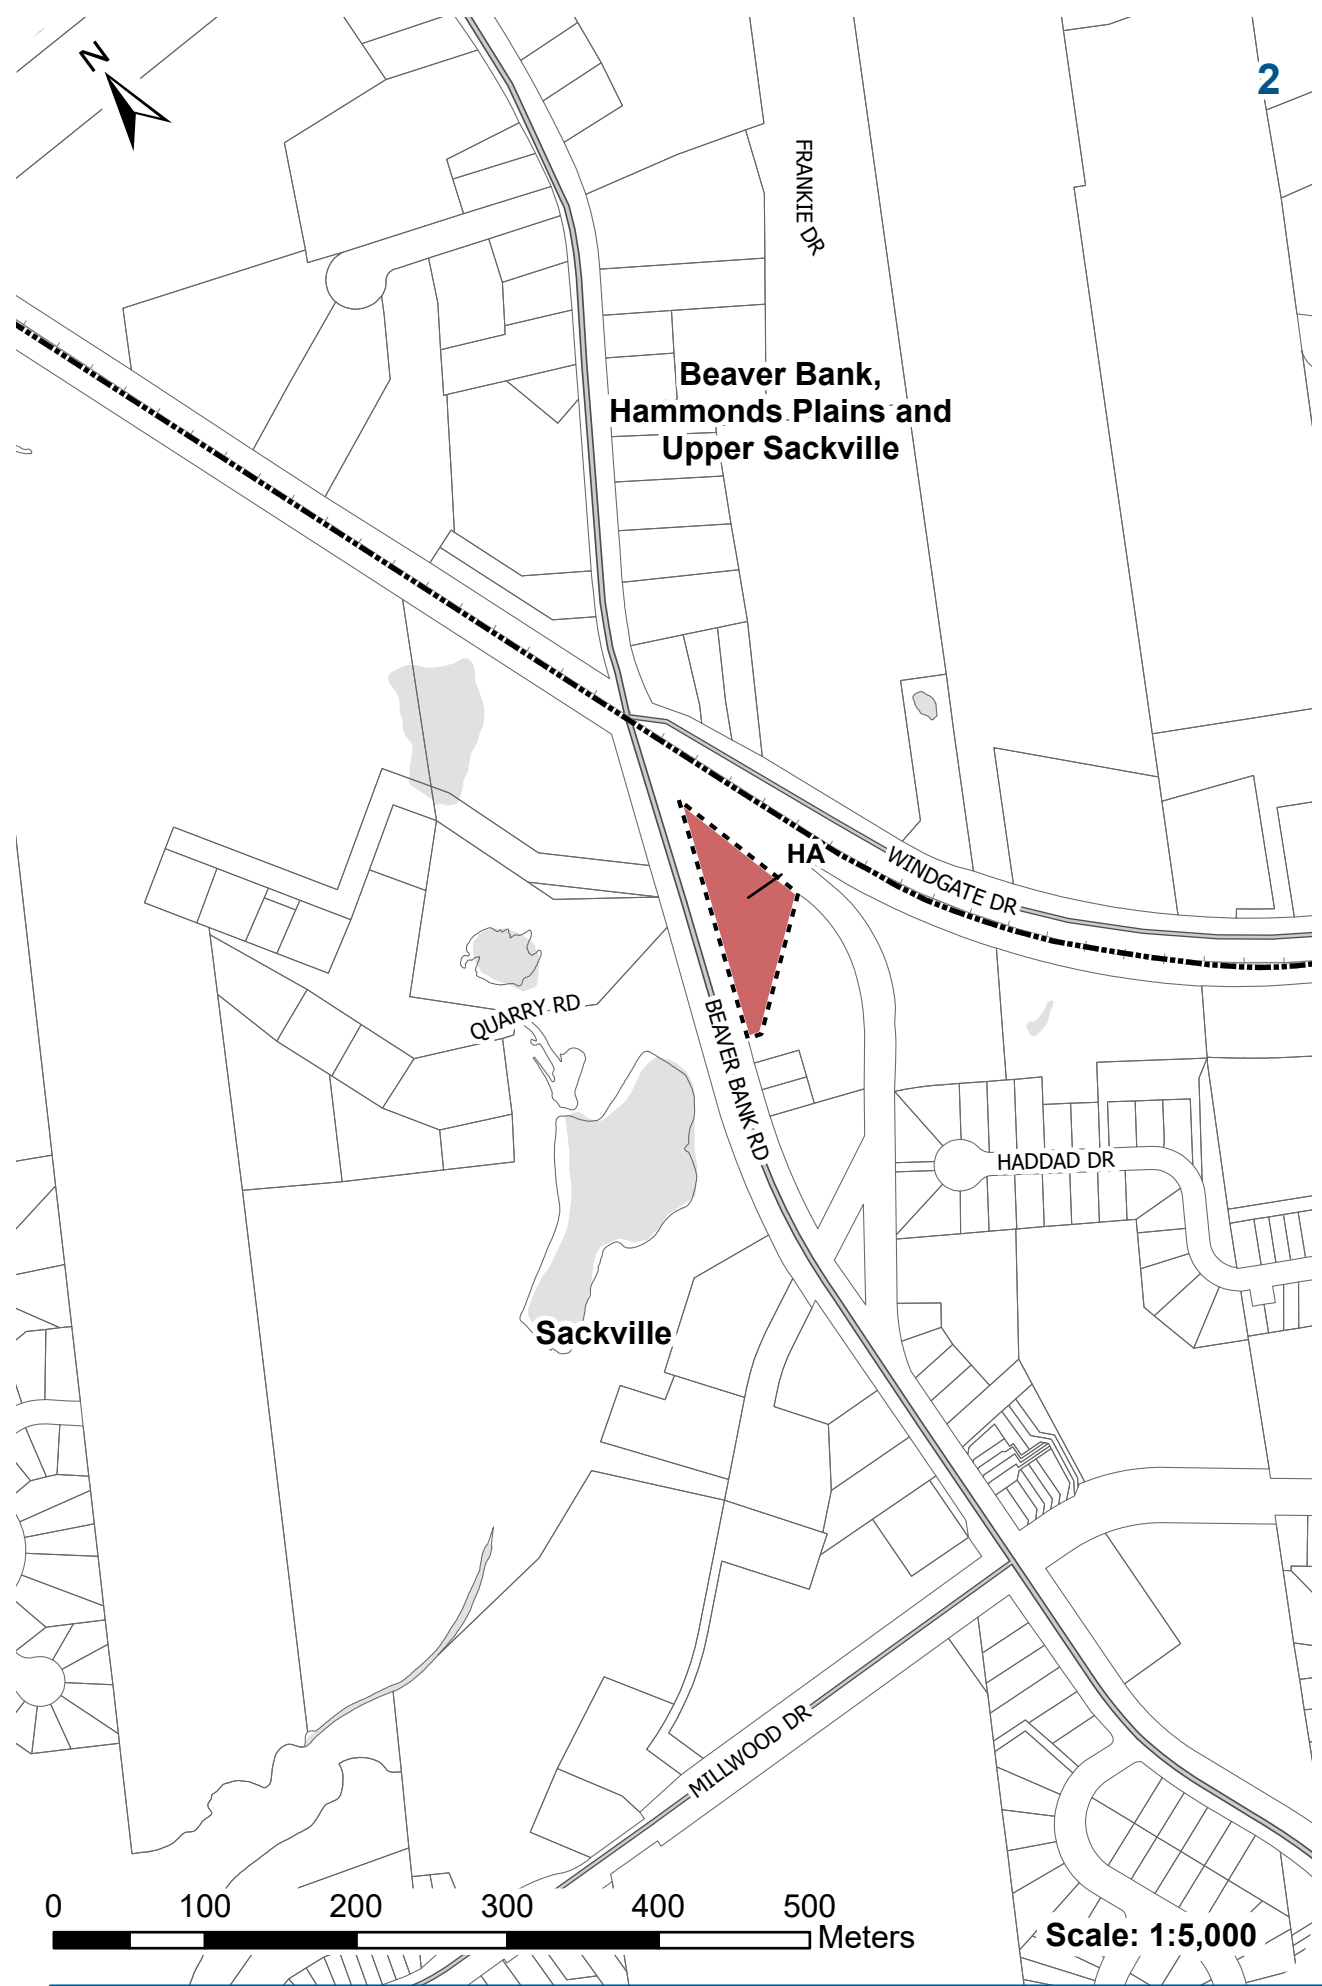 N
2
FRANKIE DR
Beaver Bank,
Hammonds Plains and
Upper Sackville
HA
WINDGATE DR
QUARRY RD
BEAVER BANK RD
HADDAD DR
Sackville
MILLWOOD DR
0 100 200 300 400 500
Meters
Scale: 1:5,000